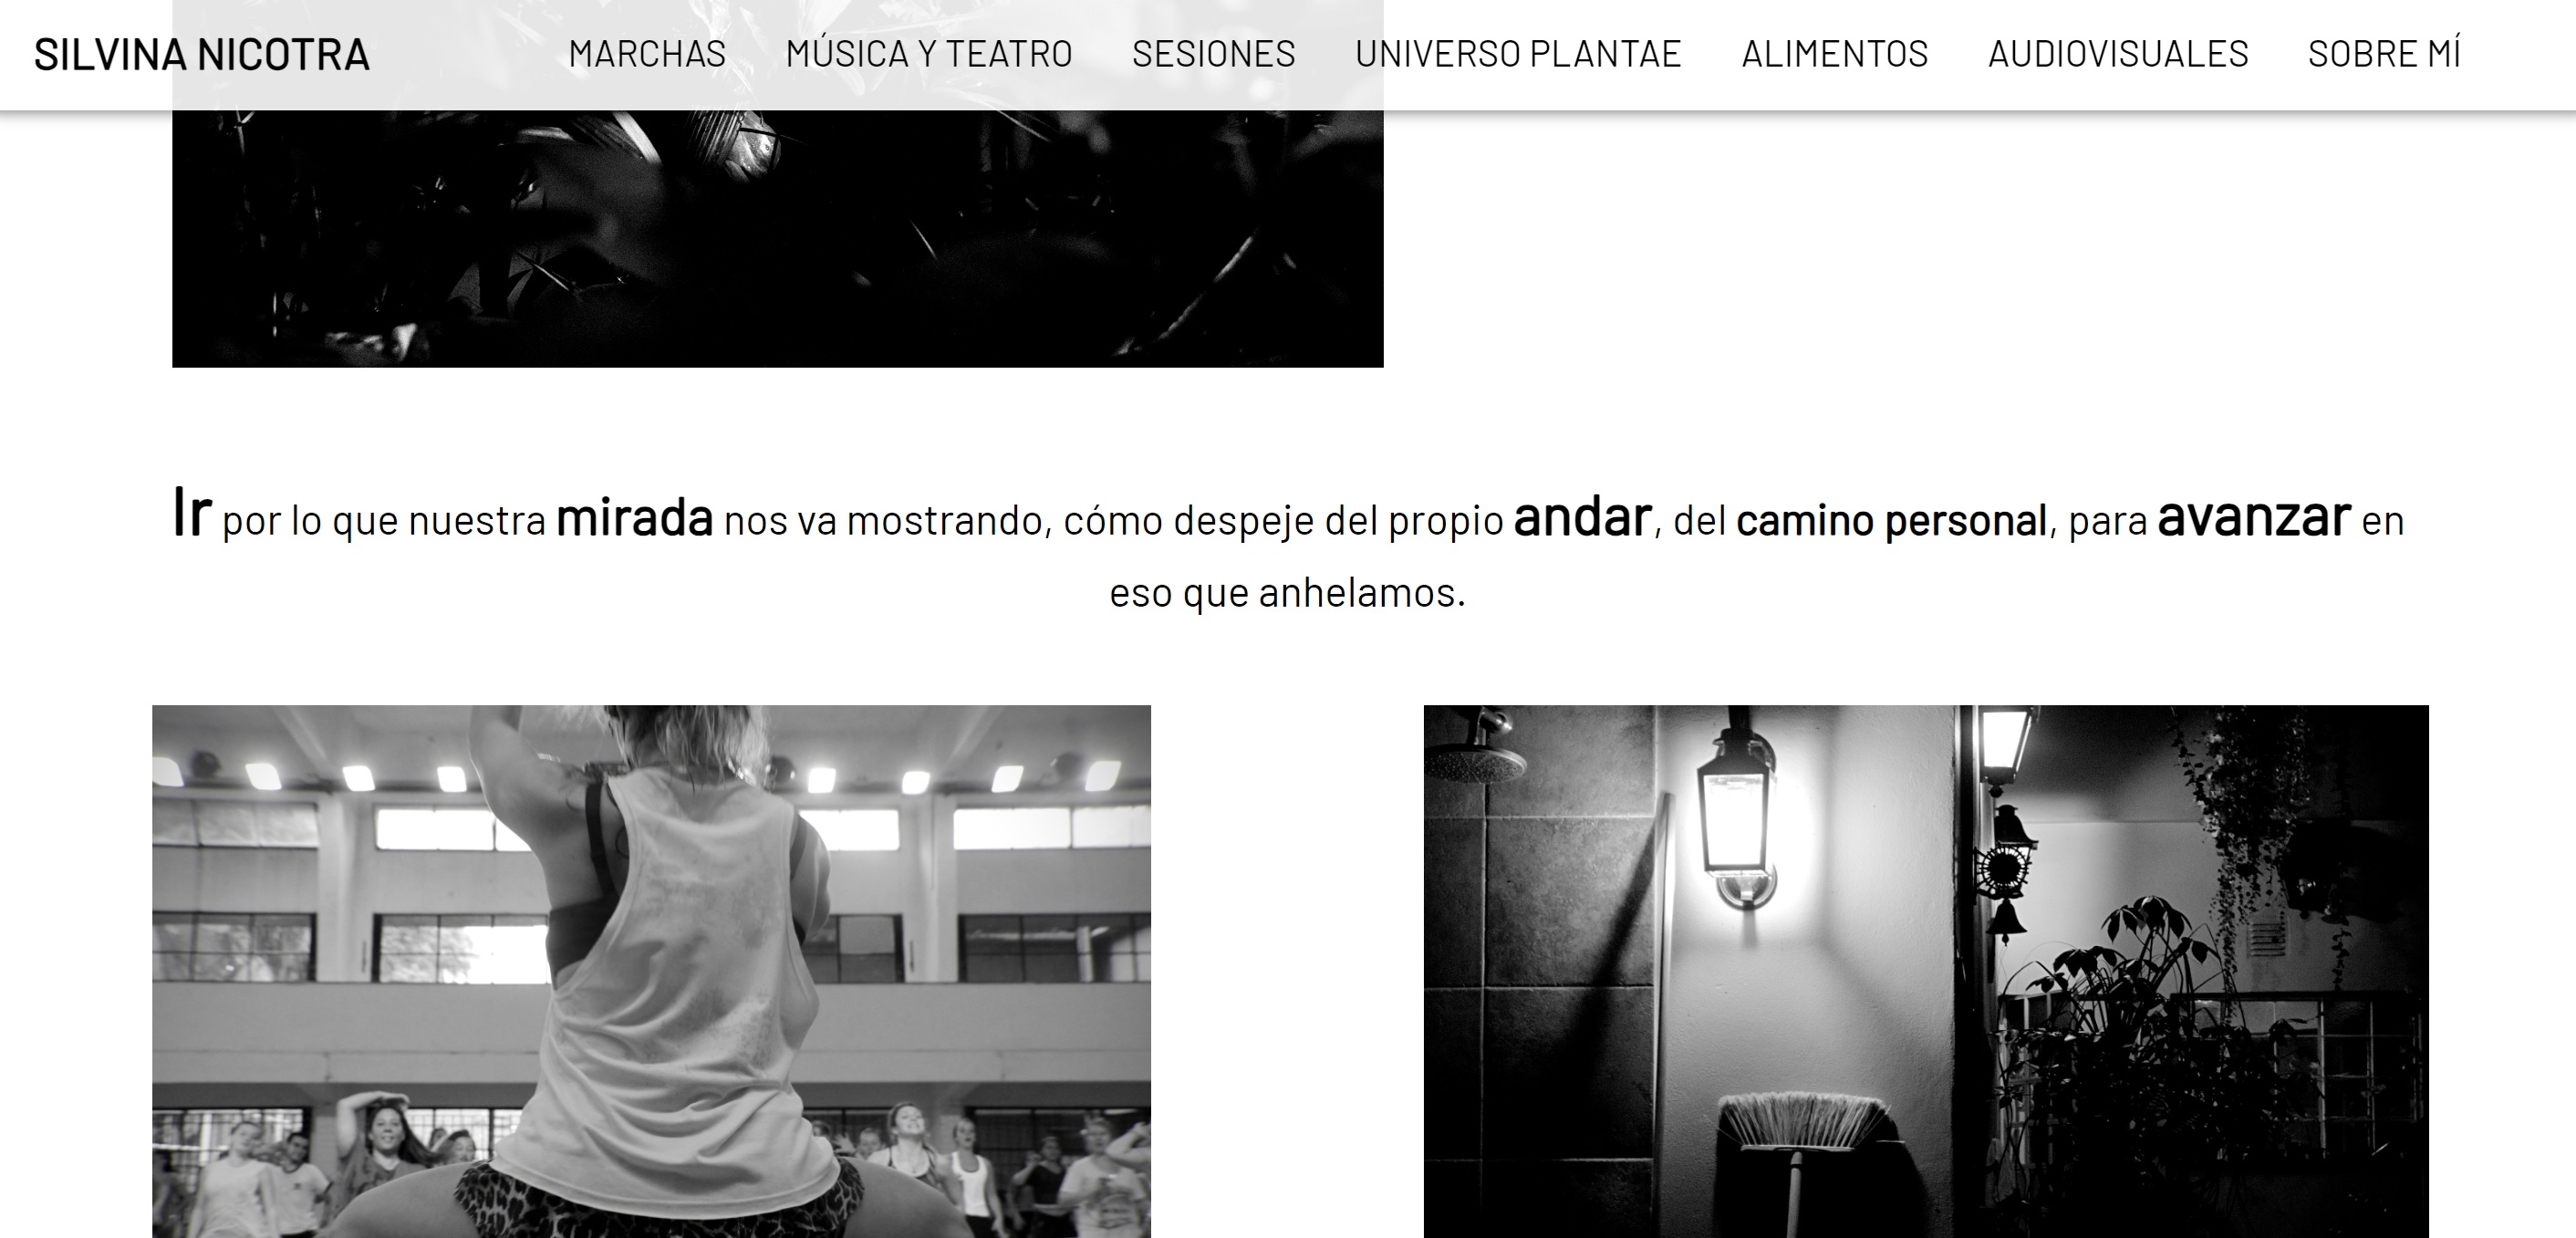 SILVINA NICOTRA MARCHAS MÚSICA Y TEATRO SESIONES UNIVERSO PLANTAE ALIMENTOS AUDIOVISUALES SOBRE MÍ
Ir por lo que nuestra mirada nos va mostrando, cómo despeje del propio andar, del camino personal, para avanzar en
eso que anhelamos.